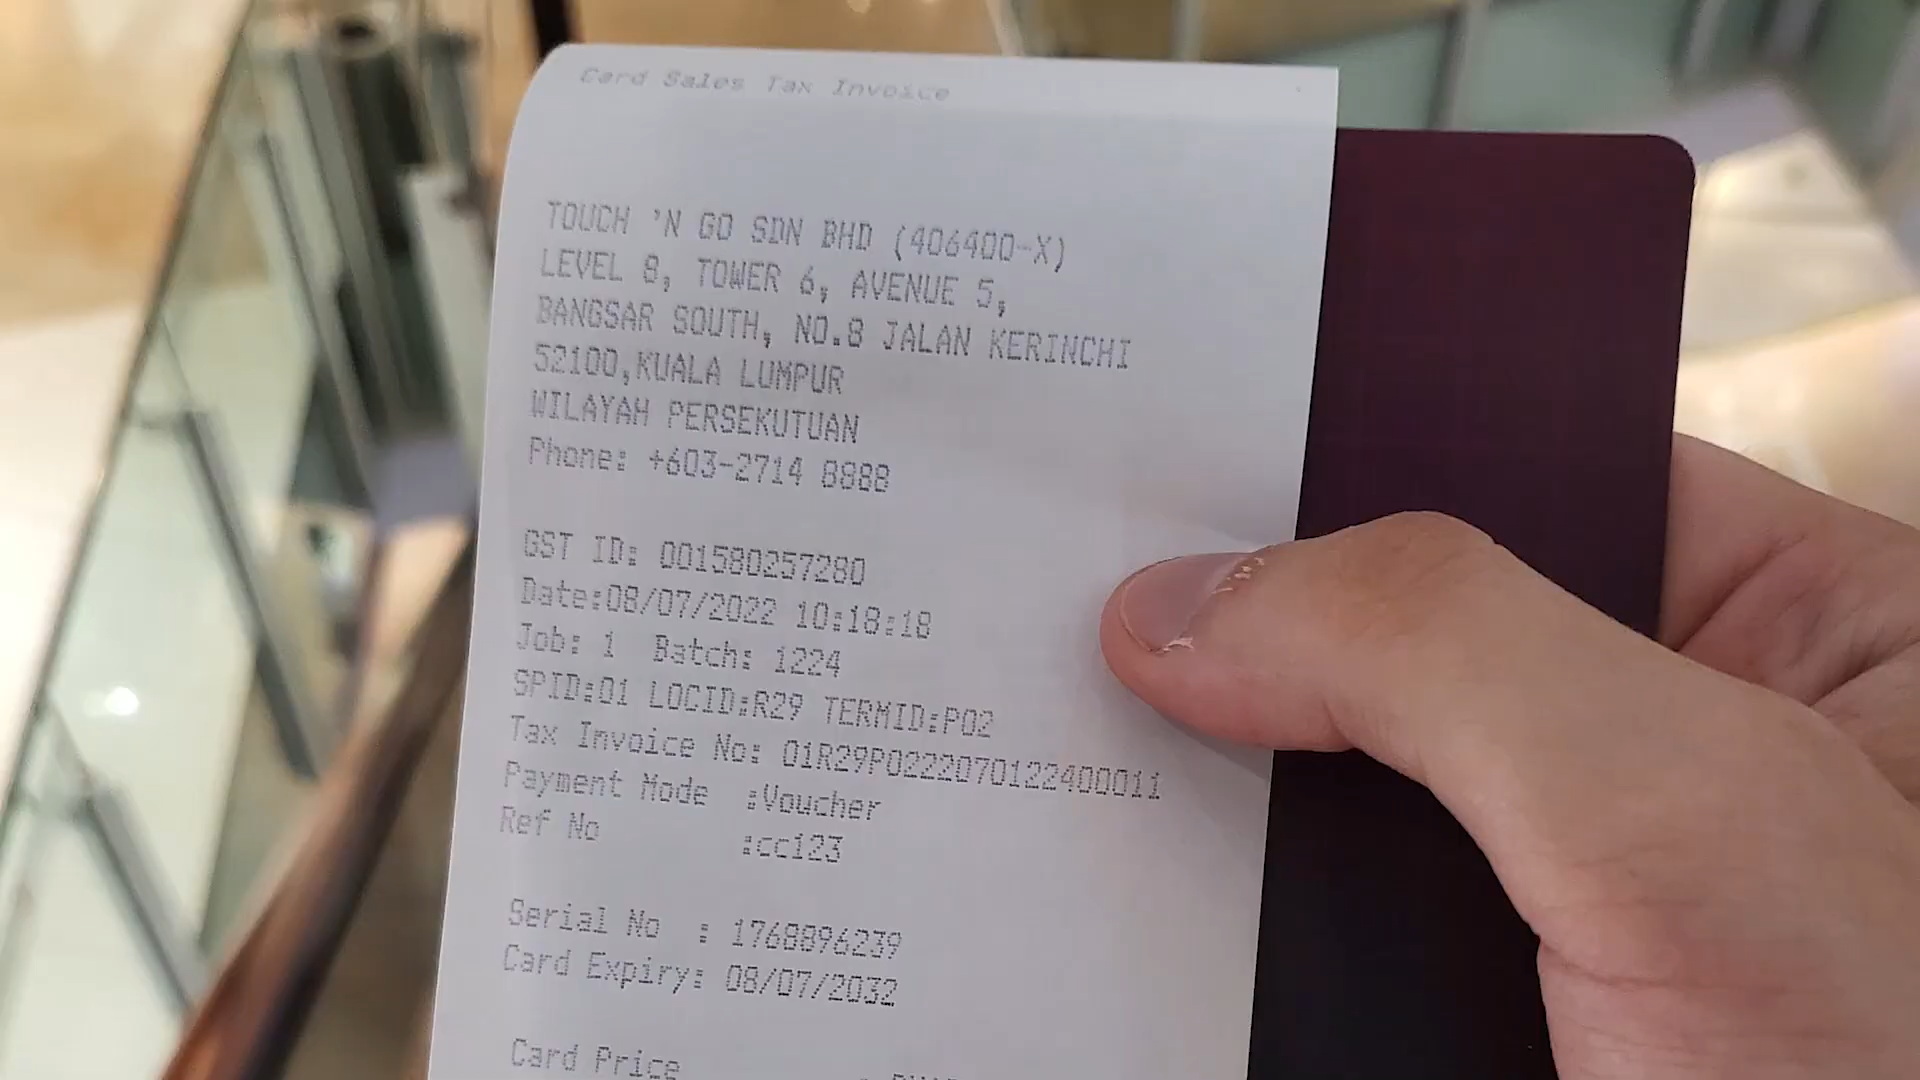 Card Sales Tax Invoice
TOUCH 'N GO SDN BHD (406400-X)
LEVEL 8, TOWER 6, AVENUE 5,
BANGSAR SOUTH, NO.8 JALAN KERINCHI
52100,KUALA LUMPUR
WILAYAH PERSEKUTUAN
Phone: +603-2714 8888
GST ID: 001580257280
Date:08/07/2022 10:18:18
Job: 1 Batch: 1224
SPID:01 LOCID:R29 TERMID:P02
Tax Invoice No: 01R29P0222070122400011
Payment Mode :Voucher
Ref No :cc123
Serial No : 1768896239
Card Expiry: 08/07/2032
Card Price :